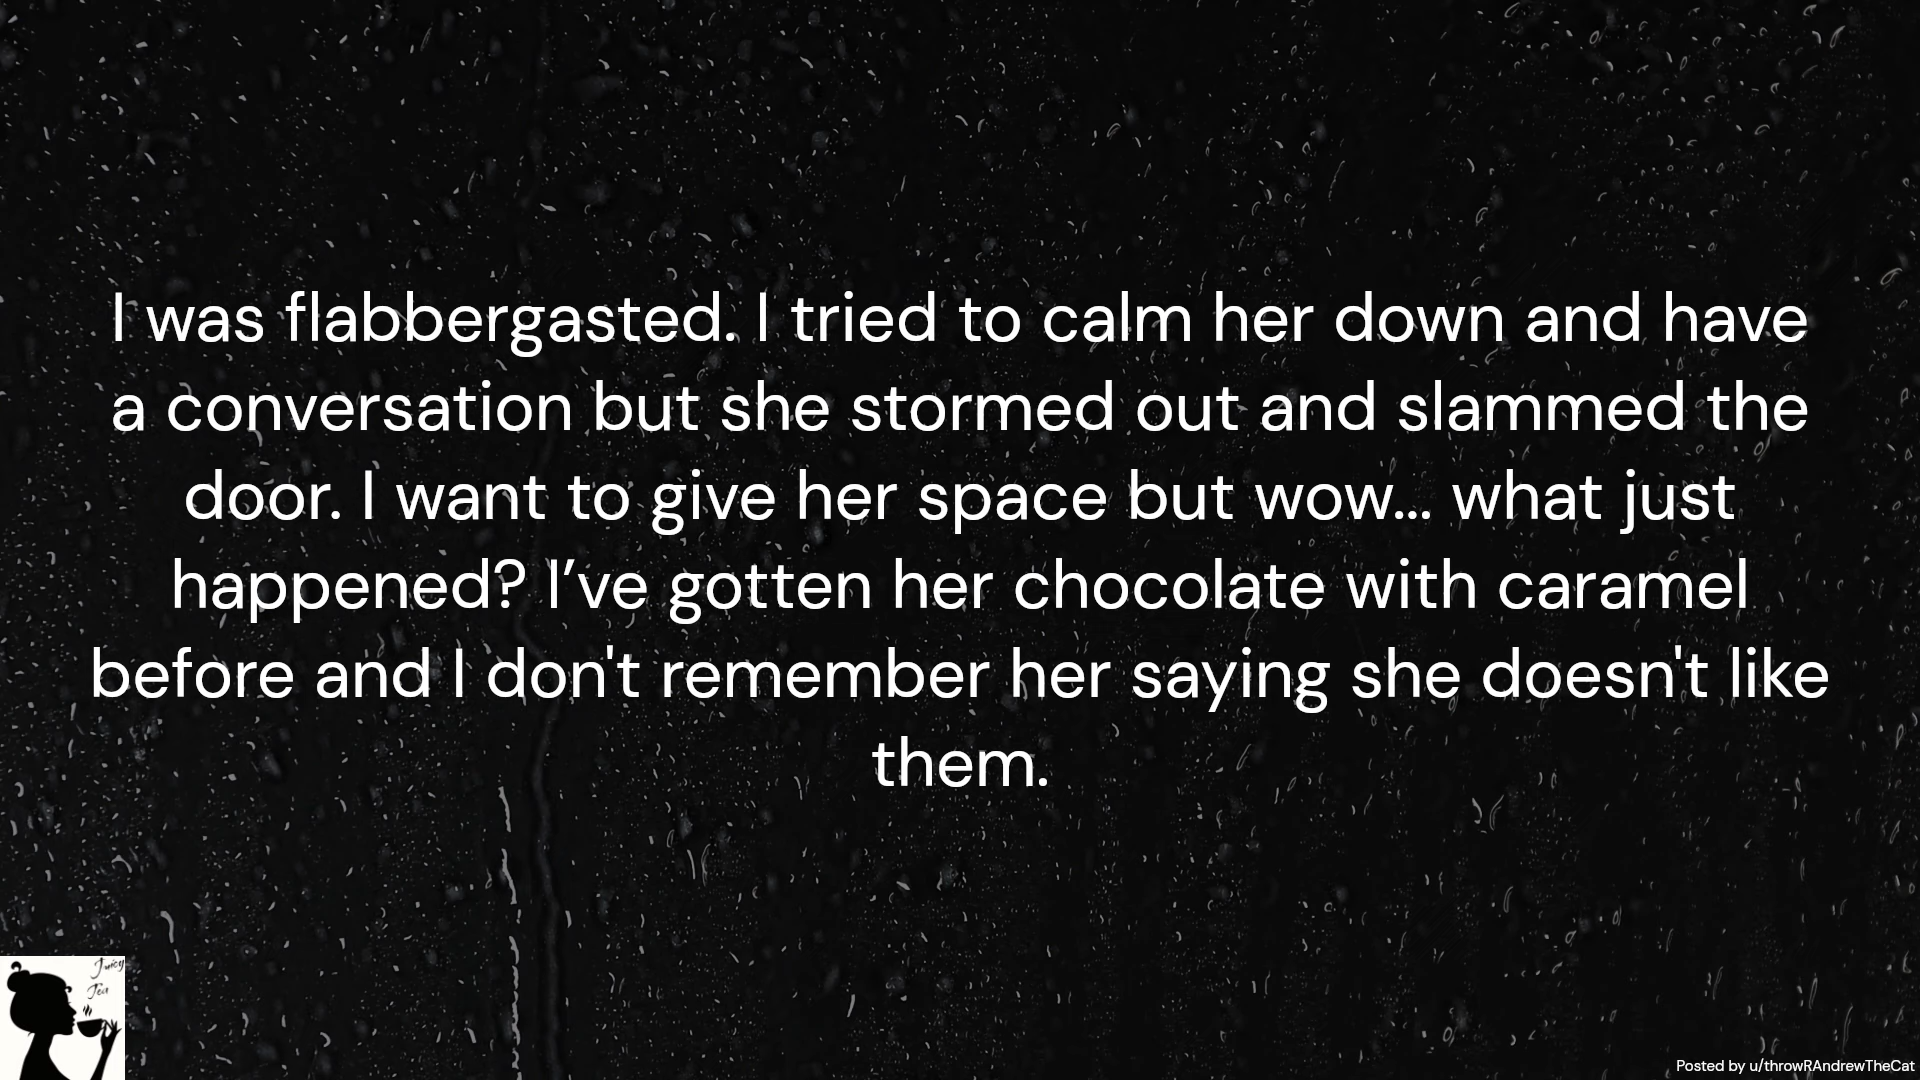 I was flabbergasted. I tried to calm her down and have
a conversation but she stormed out and slammed the
door. I want to give her space but wow... what just
happened? I’ve gotten her chocolate with caramel
before and I don't remember her saying she doesn't like
them.
Juicy
Tea
Posted by u/throwRAndrewTheCat